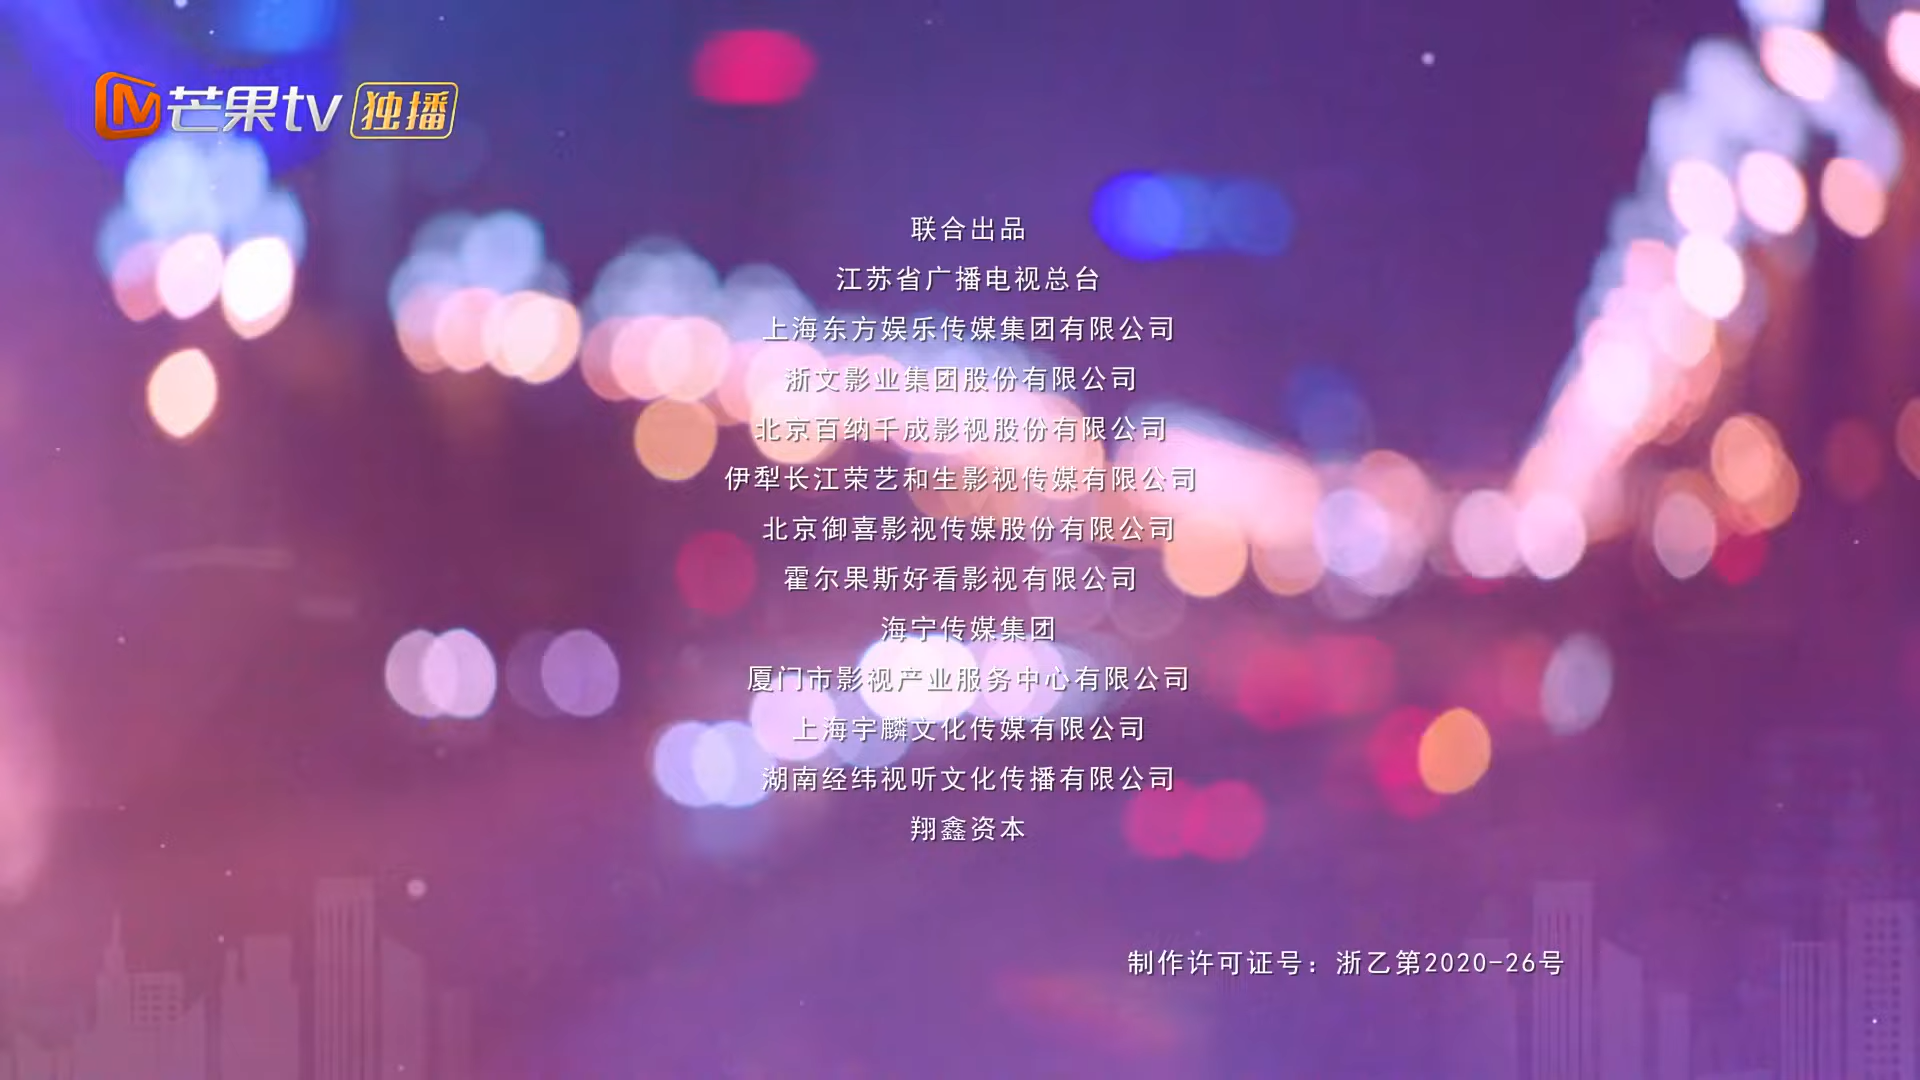 芒果tv 独播
联合出品
江苏省广播电视总台
上海东方娱乐传媒集团有限公司
浙文影业集团股份有限公司
北京百纳千成影视股份有限公司
伊犁长江荣艺和生影视传媒有限公司
北京御喜影视传媒股份有限公司
霍尔果斯好看影视有限公司
海宁传媒集团
厦门市影视产业服务中心有限公司
上海宇麟文化传媒有限公司
湖南经纬视听文化传播有限公司
翔鑫资本
制作许可证号：浙乙第2020-26号